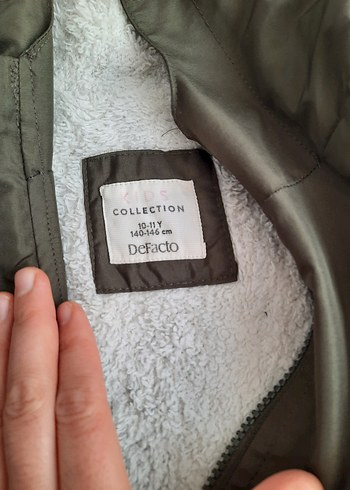 KIDS
COLLECTION
10-11 Y
140-146 cm
DeFacto